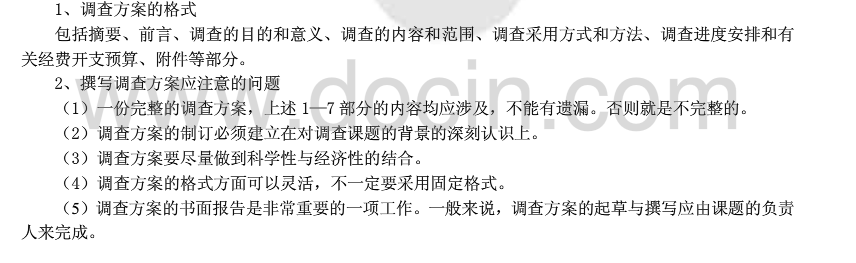 1、调查方案的格式
包括摘要、前言、调查的目的和意义、调查的内容和范围、调查采用方式和方法、调查进度安排和有
关经费开支预算、附件等部分。
2、撰写调查方案应注意的问题
（1）一份完整的调查方案，上述 1—7 部分的内容均应涉及，不能有遗漏。否则就是不完整的。
（2）调查方案的制订必须建立在对调查课题的背景的深刻认识上。
（3）调查方案要尽量做到科学性与经济性的结合。
（4）调查方案的格式方面可以灵活，不一定要采用固定格式。
（5）调查方案的书面报告是非常重要的一项工作。一般来说，调查方案的起草与撰写应由课题的负责
人来完成。
www.docin.com